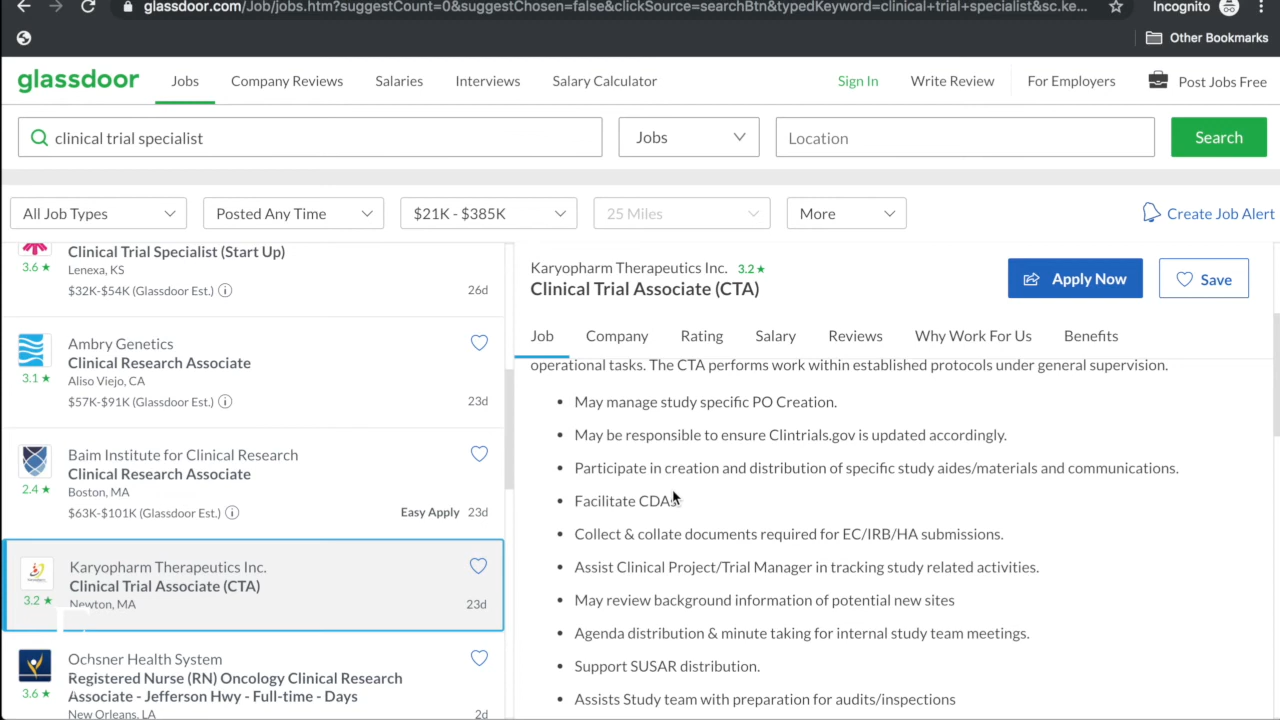 glassdoor.com/Job/jobs.htm?suggestCount=0&suggestChosen=false&clickSource=searchBtn&typedKeyword=clinical+trial+specialist&sc.ke...
Incognito
Other Bookmarks
glassdoor
Jobs
Company Reviews
Salaries
Interviews
Salary Calculator
Sign In
Write Review
For Employers
Post Jobs Free
clinical trial specialist
Jobs
Location
Search
All Job Types
Posted Any Time
$21K - $385K
25 Miles
More
Create Job Alert
Clinical Trial Specialist (Start Up)
3.6 ★
Lenexa, KS
$32K-$54K (Glassdoor Est.)
26d
Ambry Genetics
Clinical Research Associate
3.1 ★
Aliso Viejo, CA
$57K-$91K (Glassdoor Est.)
23d
Baim Institute for Clinical Research
Clinical Research Associate
2.4 ★
Boston, MA
$63K-$101K (Glassdoor Est.)
Easy Apply 23d
Karyopharm Therapeutics Inc.
Clinical Trial Associate (CTA)
3.2 ★
Newton, MA
23d
Ochsner Health System
Registered Nurse (RN) Oncology Clinical Research
Associate - Jefferson Hwy - Full-time - Days
3.6 ★
New Orleans, LA
2d
Karyopharm Therapeutics Inc. 3.2 ★
Clinical Trial Associate (CTA)
Apply Now
Save
Job
Company
Rating
Salary
Reviews
Why Work For Us
Benefits
operational tasks. The CTA performs work within established protocols under general supervision.
• May manage study specific PO Creation.
• May be responsible to ensure Clintrials.gov is updated accordingly.
• Participate in creation and distribution of specific study aides/materials and communications.
• Facilitate CDAs.
• Collect & collate documents required for EC/IRB/HA submissions.
• Assist Clinical Project/Trial Manager in tracking study related activities.
• May review background information of potential new sites
• Agenda distribution & minute taking for internal study team meetings.
• Support SUSAR distribution.
• Assists Study team with preparation for audits/inspections